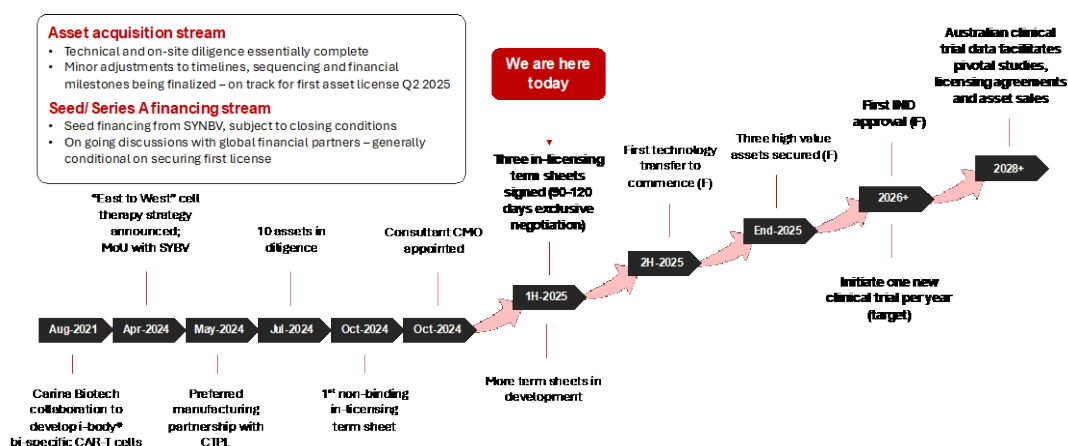 Asset acquisition stream
• Technical and on-site diligence essentially complete
• Minor adjustments to timelines, sequencing and financial
milestones being finalized – on track for first asset license Q2 2025
Seed/ Series A financing stream
• Seed financing from SYNBV, subject to closing conditions
• On going discussions with global financial partners – generally
conditional on securing first license
We are here
today
"East to West" cell
therapy strategy
announced;
MoU with SYBV
10 assets in
diligence
Consultant CMO
appointed
Three in-licensing
term sheets
signed (90-120
days exclusive
negotiation)
First technology
transfer to
commence (F)
Three high value
assets secured (F)
First IND
approval (F)
Australian clinical
trial data facilitates
pivotal studies,
licensing agreements
and asset sales
Aug-2021
Apr-2024
May-2024
Jul-2024
Oct-2024
Oct-2024
1H-2025
2H-2025
End-2025
2026+
2028+
Carina Biotech
collaboration to
develop i-body®
bi-specific CAR-T cells
Preferred
manufacturing
partnership with
CTPL
1st non-binding
in-licensing
term sheet
More term sheets in
development
Initiate one new
clinical trial per year
(target)